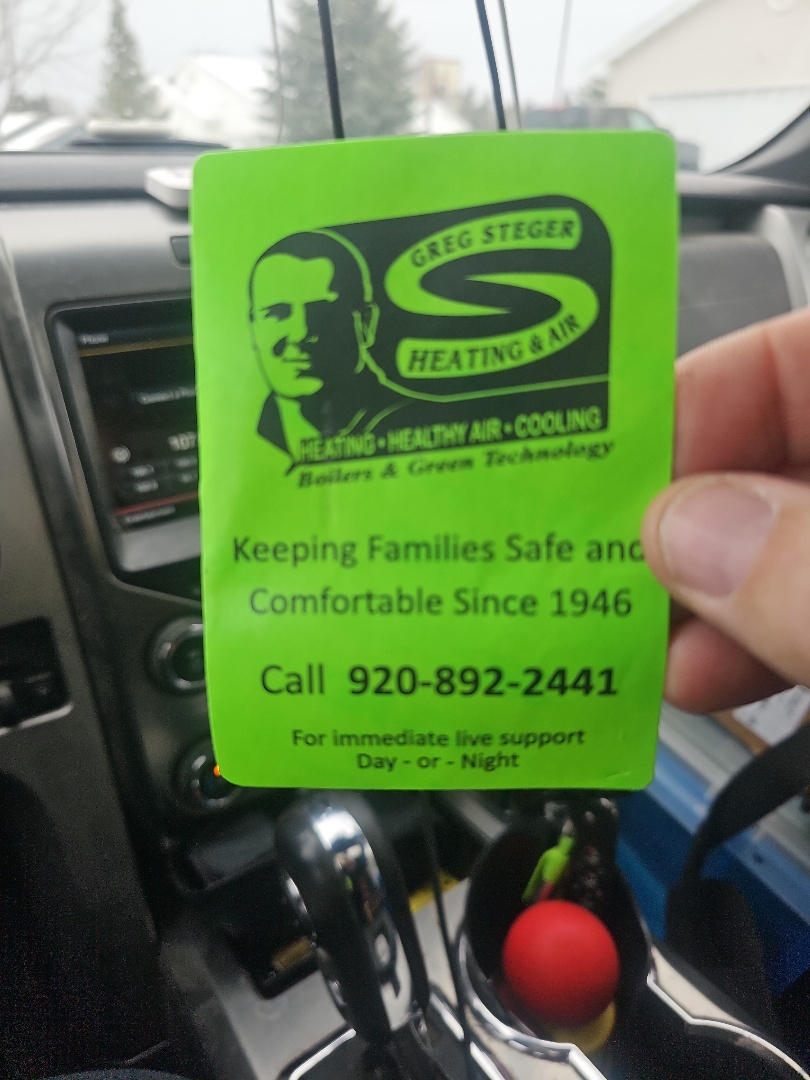 GREG STEGER
HEATING & AIR
HEATING • HEALTHY AIR • COOLING
Boilers & Green Technology
Keeping Families Safe and
Comfortable Since 1946
Call 920-892-2441
For immediate live support
Day - or - Night